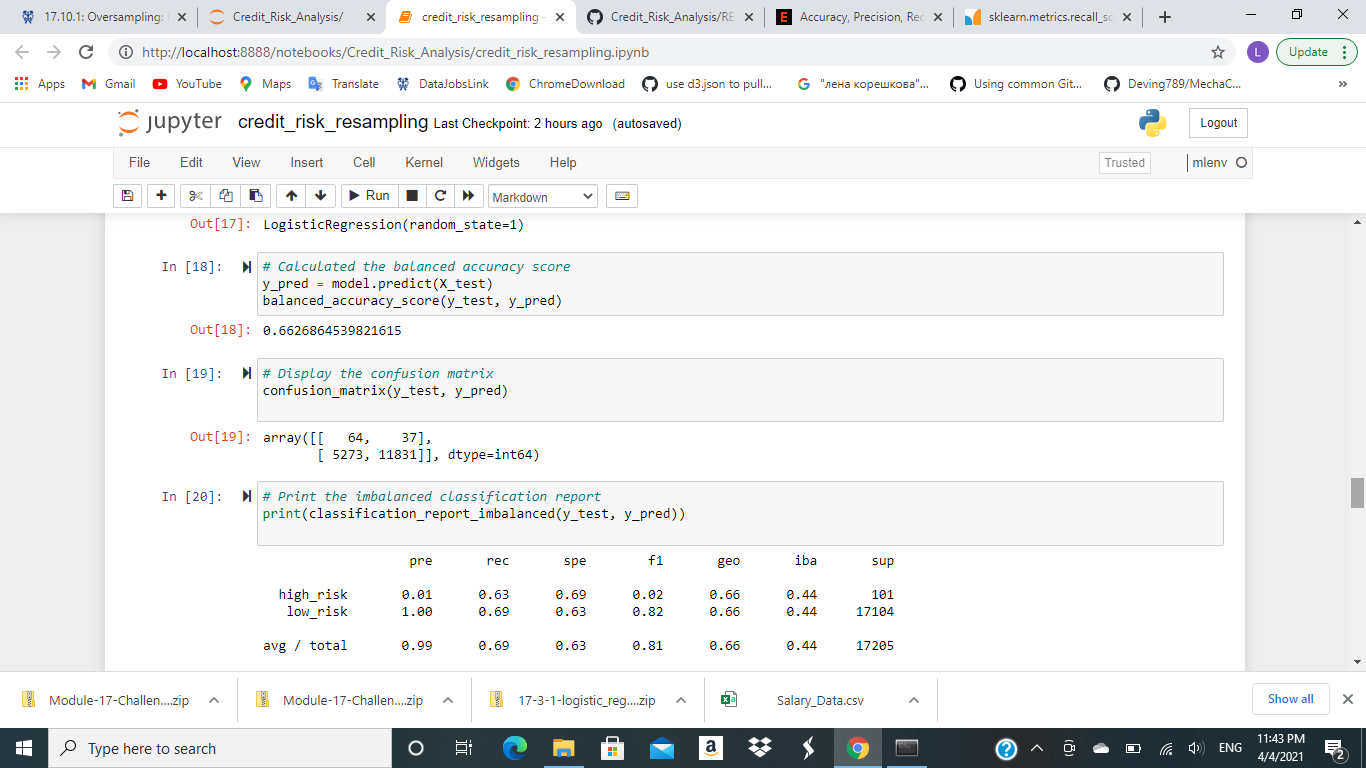 17.10.1: Oversampling:
Credit_Risk_Analysis/
credit_risk_resampling -
Credit_Risk_Analysis/RE
Accuracy, Precision, Rec
sklearn.metrics.recall_sc
http://localhost:8888/notebooks/Credit_Risk_Analysis/credit_risk_resampling.ipynb
L
Update
Apps
Gmail
YouTube
Maps
Translate
DataJobsLink
ChromeDownload
use d3.json to pull...
"лена корешкова"...
Using common Git...
Deving789/MechaC...
»
jupyter
credit_risk_resampling Last Checkpoint: 2 hours ago (autosaved)
Logout
File Edit View Insert Cell Kernel Widgets Help
Trusted
mlenv
Run
Markdown
Out[17]: LogisticRegression(random_state=1)
In [18]: # Calculated the balanced accuracy score
y_pred = model.predict(X_test)
balanced_accuracy_score(y_test, y_pred)
Out[18]: 0.6626864539821615
In [19]: # Display the confusion matrix
confusion_matrix(y_test, y_pred)
Out[19]: array([[   64,    37],
[ 5273, 11831]], dtype=int64)
In [20]: # Print the imbalanced classification report
print(classification_report_imbalanced(y_test, y_pred))
pre rec spe f1 geo iba sup
high_risk 0.01 0.63 0.69 0.02 0.66 0.44 101
low_risk 1.00 0.69 0.63 0.82 0.66 0.44 17104
avg / total 0.99 0.69 0.63 0.81 0.66 0.44 17205
Module-17-Challen....zip
Module-17-Challen....zip
17-3-1-logistic_reg....zip
Salary_Data.csv
Show all
Type here to search
ENG
11:43 PM
4/4/2021
2